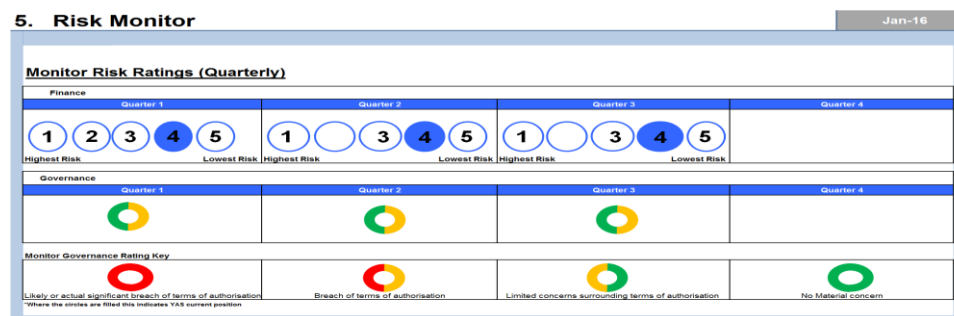 5. Risk Monitor
Jan-16
Monitor Risk Ratings (Quarterly)
Finance
Quarter 1 Quarter 2 Quarter 3 Quarter 4
1 2 3 4 5 1 3 4 5 1 3 4 5
Highest Risk Lowest Risk Highest Risk Lowest Risk Highest Risk Lowest Risk
Governance
Quarter 1 Quarter 2 Quarter 3 Quarter 4
Monitor Governance Rating Key
Likely or actual significant breach of terms of authorisation Breach of terms of authorisation Limited concerns surrounding terms of authorisation No Material concern
*Where the circles are filled this indicates YAS current position